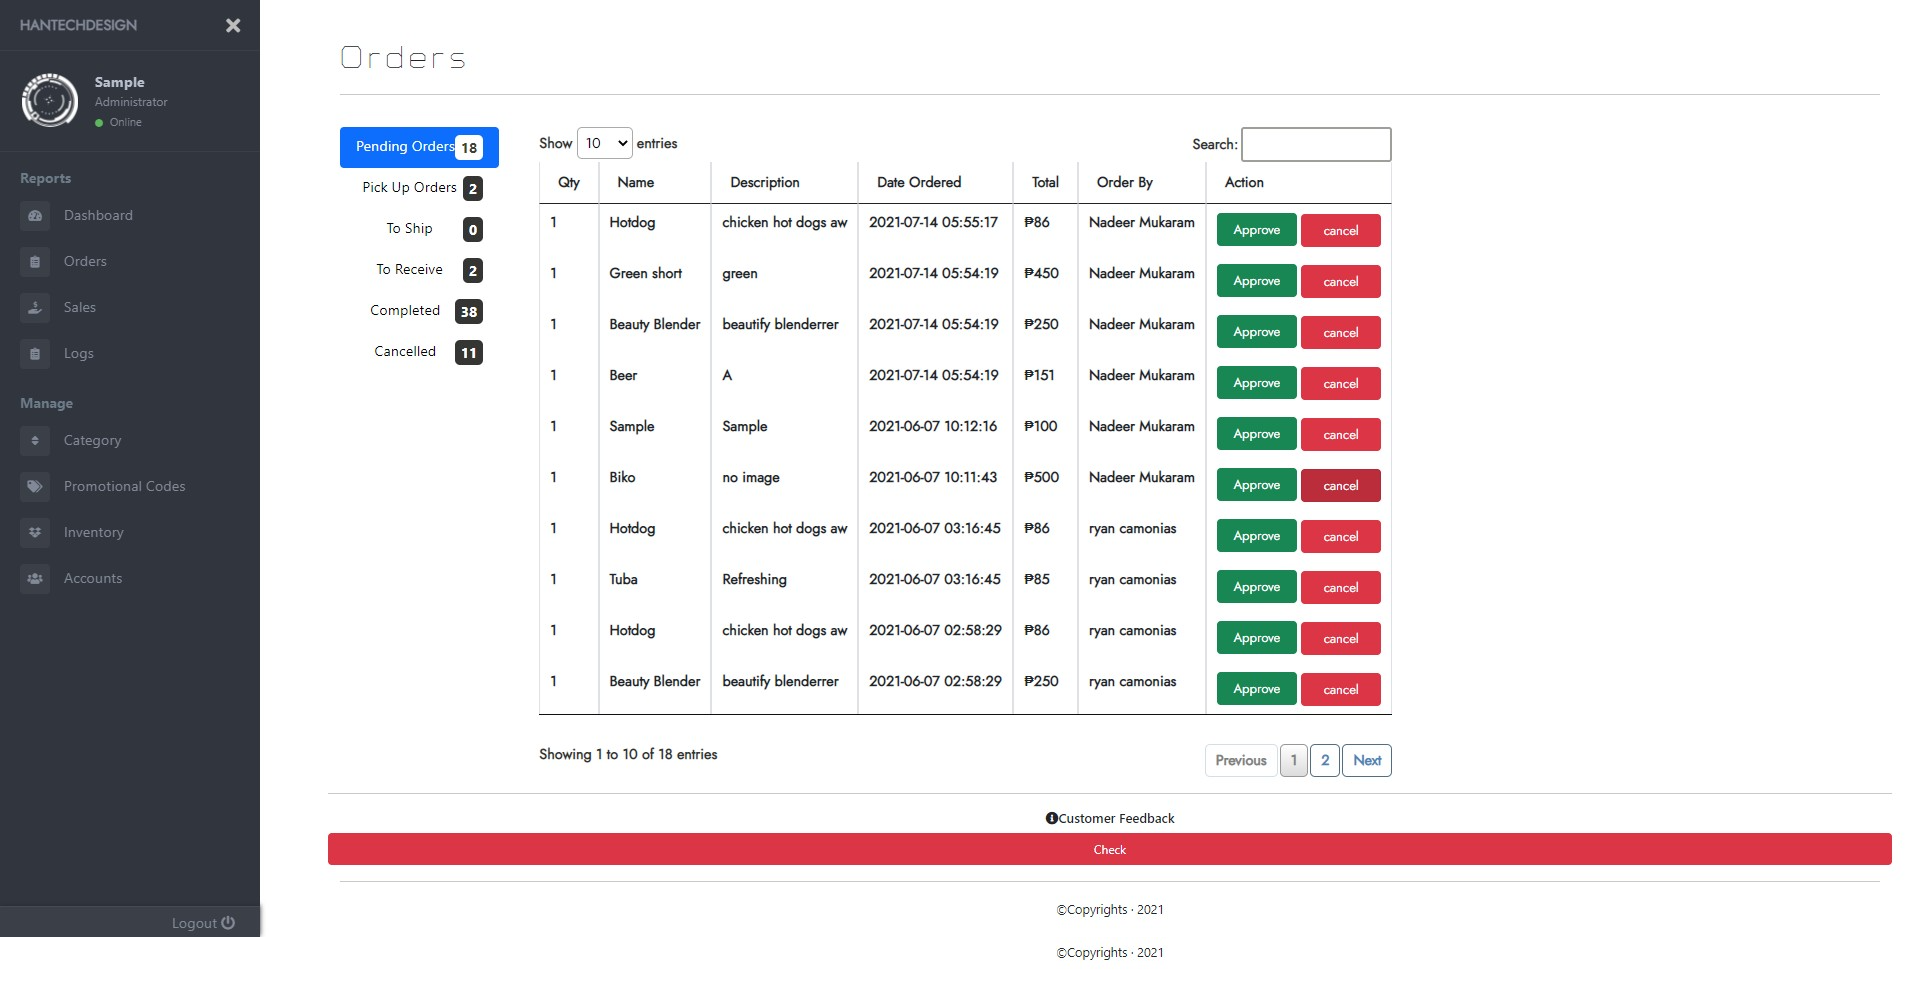 HANTECHDESIGN
Sample
Administrator
Online
Reports
Dashboard
Orders
Sales
Logs
Manage
Category
Promotional Codes
Inventory
Accounts
Logout
Orders
Pending Orders 18
Pick Up Orders 2
To Ship 0
To Receive 2
Completed 38
Cancelled 11
Show 10 entries
Search:
Qty Name Description Date Ordered Total Order By Action
1 Hotdog chicken hot dogs aw 2021-07-14 05:55:17 ₱86 Nadeer Mukaram Approve cancel
1 Green short green 2021-07-14 05:54:19 ₱450 Nadeer Mukaram Approve cancel
1 Beauty Blender beautify blenderrer 2021-07-14 05:54:19 ₱250 Nadeer Mukaram Approve cancel
1 Beer A 2021-07-14 05:54:19 ₱151 Nadeer Mukaram Approve cancel
1 Sample Sample 2021-06-07 10:12:16 ₱100 Nadeer Mukaram Approve cancel
1 Biko no image 2021-06-07 10:11:43 ₱500 Nadeer Mukaram Approve cancel
1 Hotdog chicken hot dogs aw 2021-06-07 03:16:45 ₱86 ryan camonias Approve cancel
1 Tuba Refreshing 2021-06-07 03:16:45 ₱85 ryan camonias Approve cancel
1 Hotdog chicken hot dogs aw 2021-06-07 02:58:29 ₱86 ryan camonias Approve cancel
1 Beauty Blender beautify blenderrer 2021-06-07 02:58:29 ₱250 ryan camonias Approve cancel
Showing 1 to 10 of 18 entries
Previous 1 2 Next
Customer Feedback
Check
©Copyrights · 2021
©Copyrights · 2021